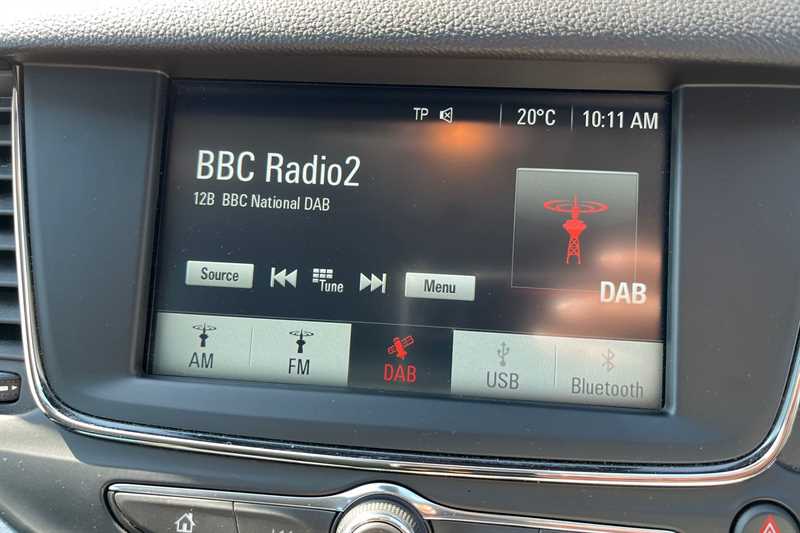 TP 20°C 10:11 AM
BBC Radio2
12B BBC National DAB
DAB
Source Tune Menu
AM FM DAB USB Bluetooth